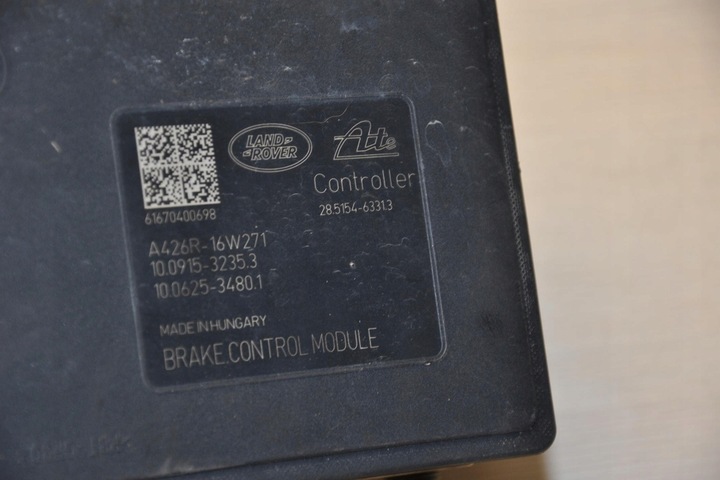 LAND
ROVER
Ate
Controller
28.5154-6331.3
61670400698
A426R-16W271
10.0915-3235.3
10.0625-3480.1
MADE IN HUNGARY
BRAKE.CONTROL MODULE